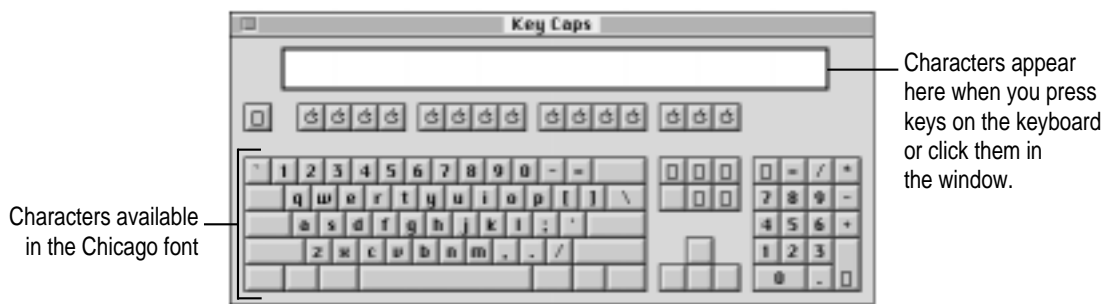 Key Caps
Characters appear
here when you press
keys on the keyboard
or click them in
the window.
` 1 2 3 4 5 6 7 8 9 0 - = = / *
q w e r t y u i o p [ ] \ 7 8 9 -
a s d f g h j k l ; ' 4 5 6 +
z x c v b n m , . / 1 2 3
0 .
Characters available
in the Chicago font